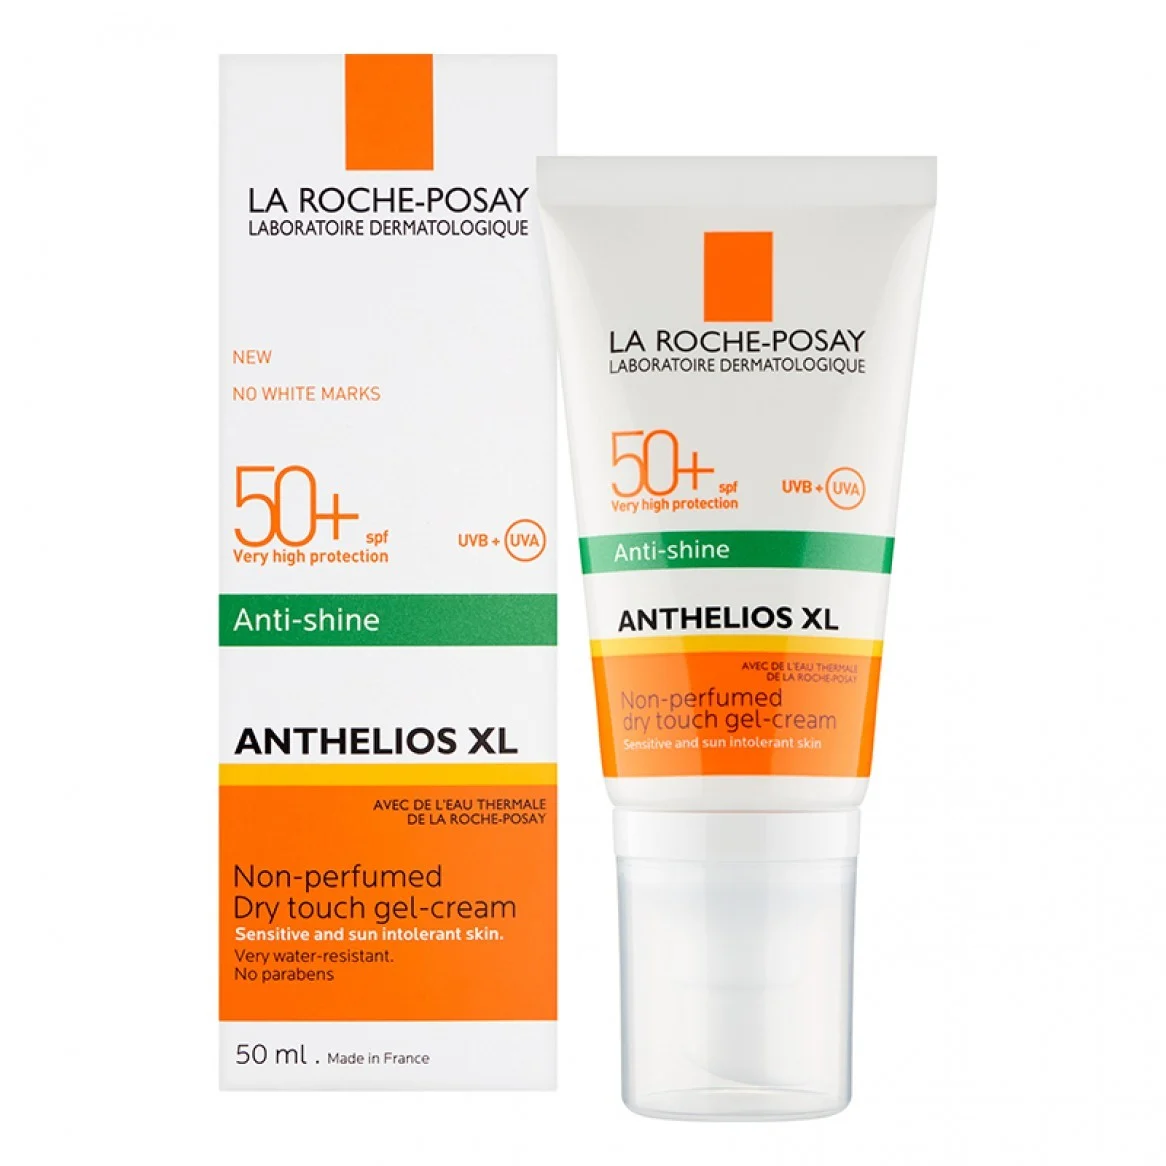 LA ROCHE-POSAY
LABORATOIRE DERMATOLOGIQUE
NEW
NO WHITE MARKS
50+ spf
Very high protection
UVB + UVA
Anti-shine
ANTHELIOS XL
AVEC DE L'EAU THERMALE
DE LA ROCHE-POSAY
Non-perfumed
Dry touch gel-cream
Sensitive and sun intolerant skin.
Very water-resistant.
No parabens
50 ml . Made in France
LA ROCHE-POSAY
LABORATOIRE DERMATOLOGIQUE
50+ spf
Very high protection
UVB + UVA
Anti-shine
ANTHELIOS XL
AVEC DE L'EAU THERMALE
DE LA ROCHE-POSAY
Non-perfumed
dry touch gel-cream
Sensitive and sun intolerant skin